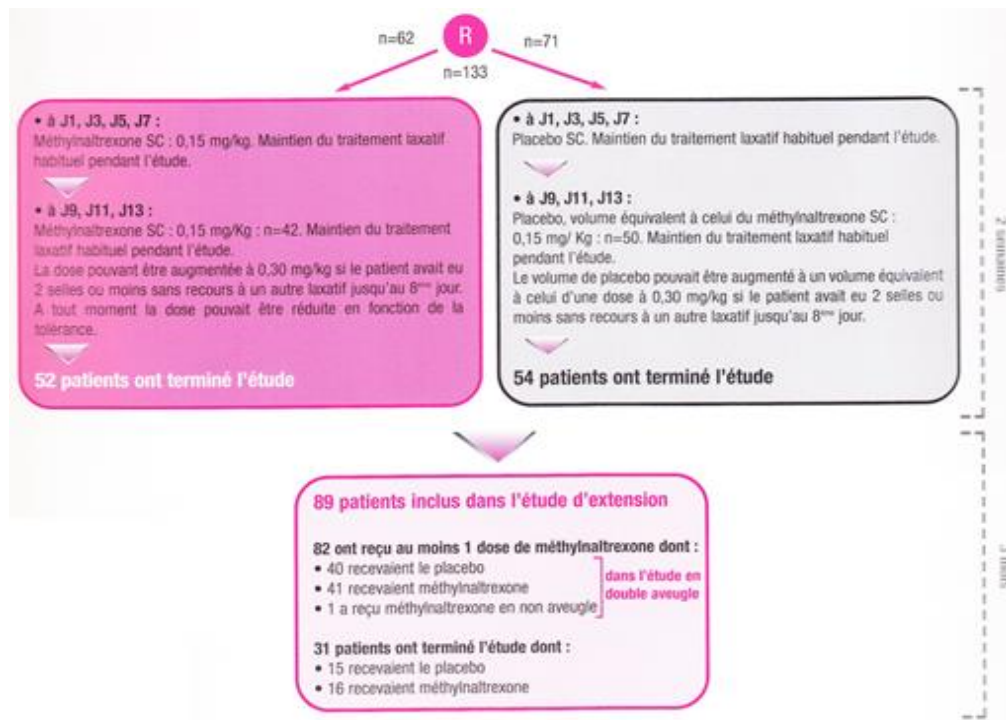 n=62
R
n=71
n=133
• à J1, J3, J5, J7 :
Méthylnaltrexone SC : 0,15 mg/kg. Maintien du traitement laxatif
habituel pendant l'étude.
• à J9, J11, J13 :
Méthylnaltrexone SC : 0,15 mg/Kg : n=42. Maintien du traitement
laxatif habituel pendant l'étude.
La dose pouvant être augmentée à 0,30 mg/kg si le patient avait eu
2 selles ou moins sans recours à un autre laxatif jusqu'au 8ème jour.
A tout moment la dose pouvait être réduite en fonction de la
tolérance.
52 patients ont terminé l'étude
• à J1, J3, J5, J7 :
Placebo SC. Maintien du traitement laxatif habituel pendant l'étude.
• à J9, J11, J13 :
Placebo, volume équivalent à celui du méthylnaltrexone SC :
0,15 mg/ Kg : n=50. Maintien du traitement laxatif habituel
pendant l'étude.
Le volume de placebo pouvait être augmenté à un volume équivalent
à celui d'une dose à 0,30 mg/kg si le patient avait eu 2 selles ou
moins sans recours à un autre laxatif jusqu'au 8ème jour.
54 patients ont terminé l'étude
89 patients inclus dans l'étude d'extension
82 ont reçu au moins 1 dose de méthylnaltrexone dont :
• 40 recevaient le placebo
• 41 recevaient méthylnaltrexone
• 1 a reçu méthylnaltrexone en non aveugle
dans l'étude en
double aveugle
31 patients ont terminé l'étude dont :
• 15 recevaient le placebo
• 16 recevaient méthylnaltrexone